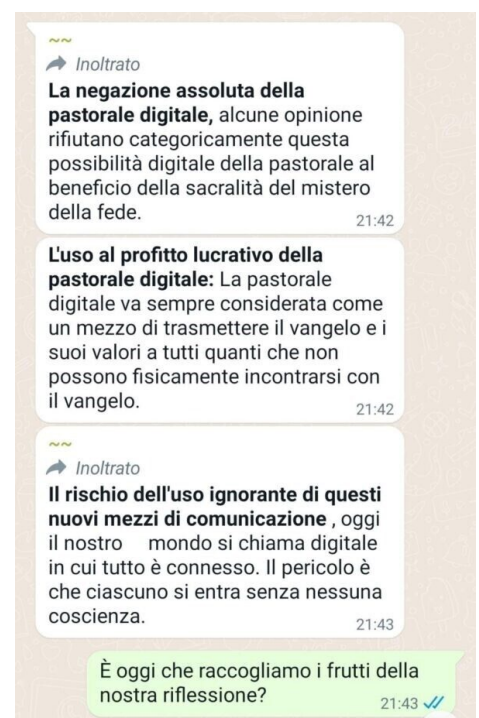 ~~
Inoltrato
La negazione assoluta della
pastorale digitale, alcune opinione
rifiutano categoricamente questa
possibilità digitale della pastorale al
beneficio della sacralità del mistero
della fede.
21:42
L'uso al profitto lucrativo della
pastorale digitale: La pastorale
digitale va sempre considerata come
un mezzo di trasmettere il vangelo e i
suoi valori a tutti quanti che non
possono fisicamente incontrarsi con
il vangelo.
21:42
~~
Inoltrato
Il rischio dell'uso ignorante di questi
nuovi mezzi di comunicazione , oggi
il nostro    mondo si chiama digitale
in cui tutto è connesso. Il pericolo è
che ciascuno si entra senza nessuna
coscienza.
21:43
È oggi che raccogliamo i frutti della
nostra riflessione?
21:43